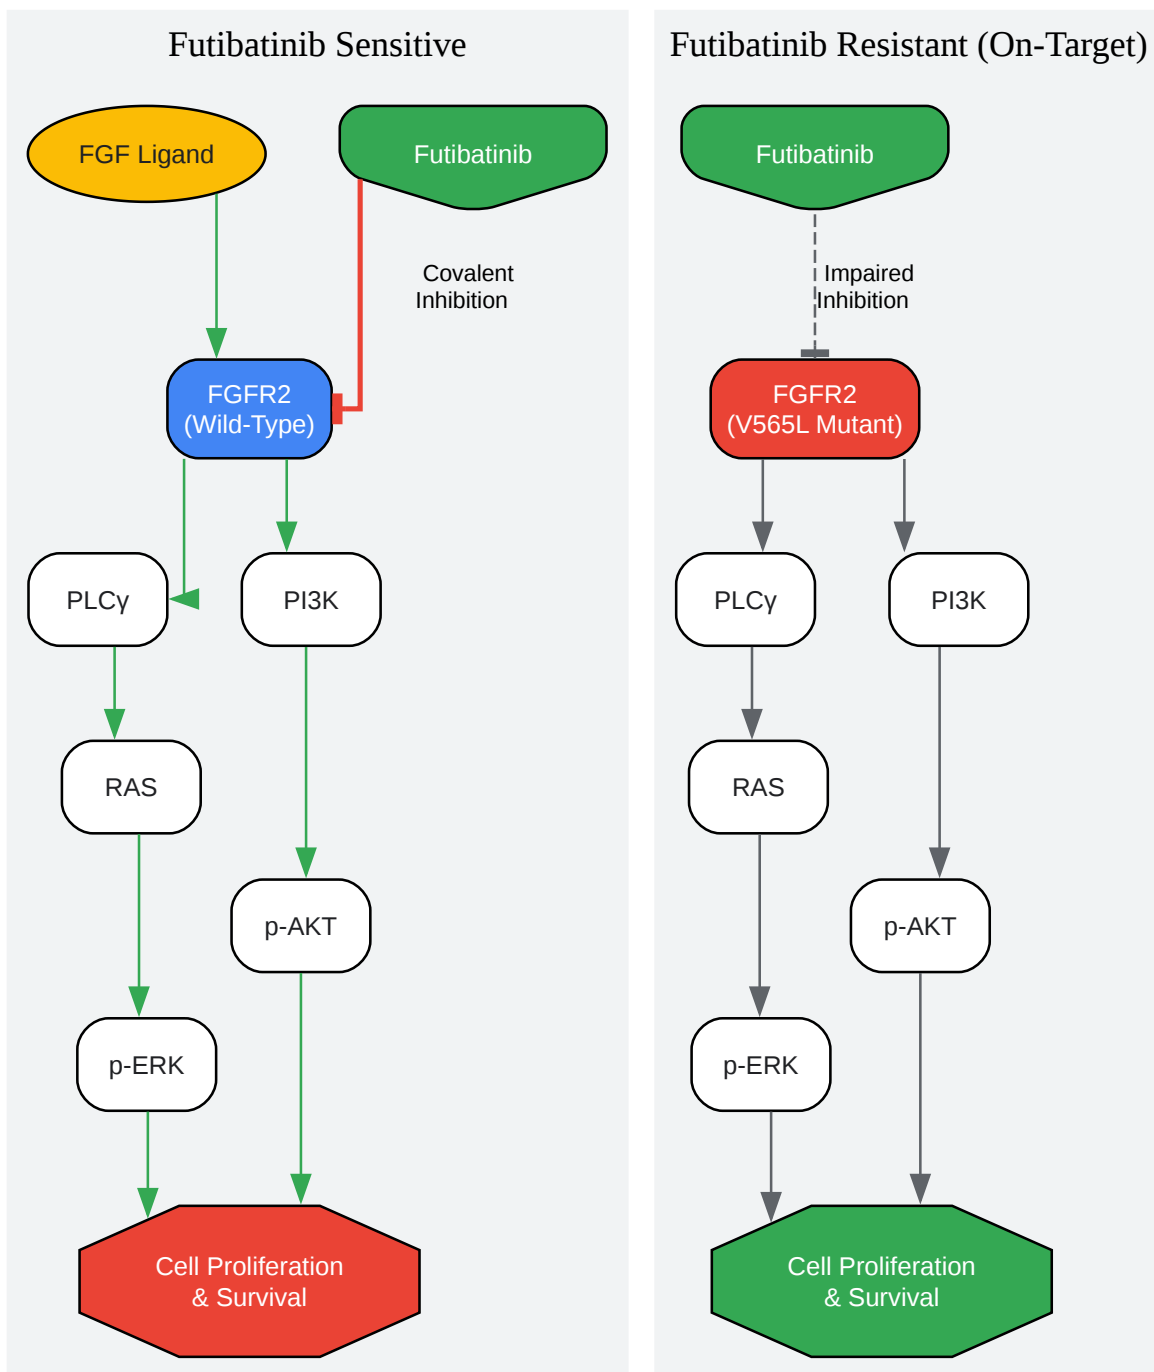 Futibatinib Sensitive
FGF Ligand
Futibatinib
Covalent
Inhibition
FGFR2
(Wild-Type)
PLCγ
PI3K
RAS
p-AKT
p-ERK
Cell Proliferation
& Survival
Futibatinib Resistant (On-Target)
Futibatinib
Impaired
Inhibition
FGFR2
(V565L Mutant)
PLCγ
PI3K
RAS
p-AKT
p-ERK
Cell Proliferation
& Survival